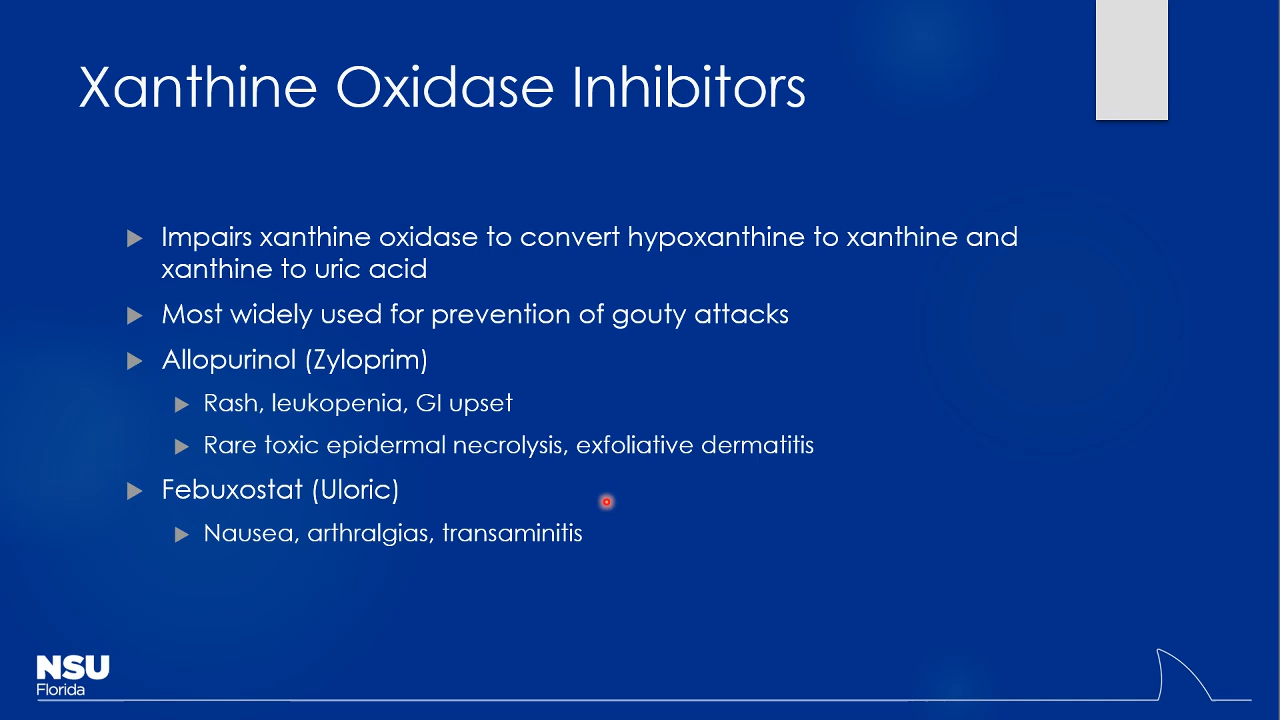 Xanthine Oxidase Inhibitors
Impairs xanthine oxidase to convert hypoxanthine to xanthine and
xanthine to uric acid
Most widely used for prevention of gouty attacks
Allopurinol (Zyloprim)
Rash, leukopenia, GI upset
Rare toxic epidermal necrolysis, exfoliative dermatitis
Febuxostat (Uloric)
Nausea, arthralgias, transaminitis
NSU
Florida